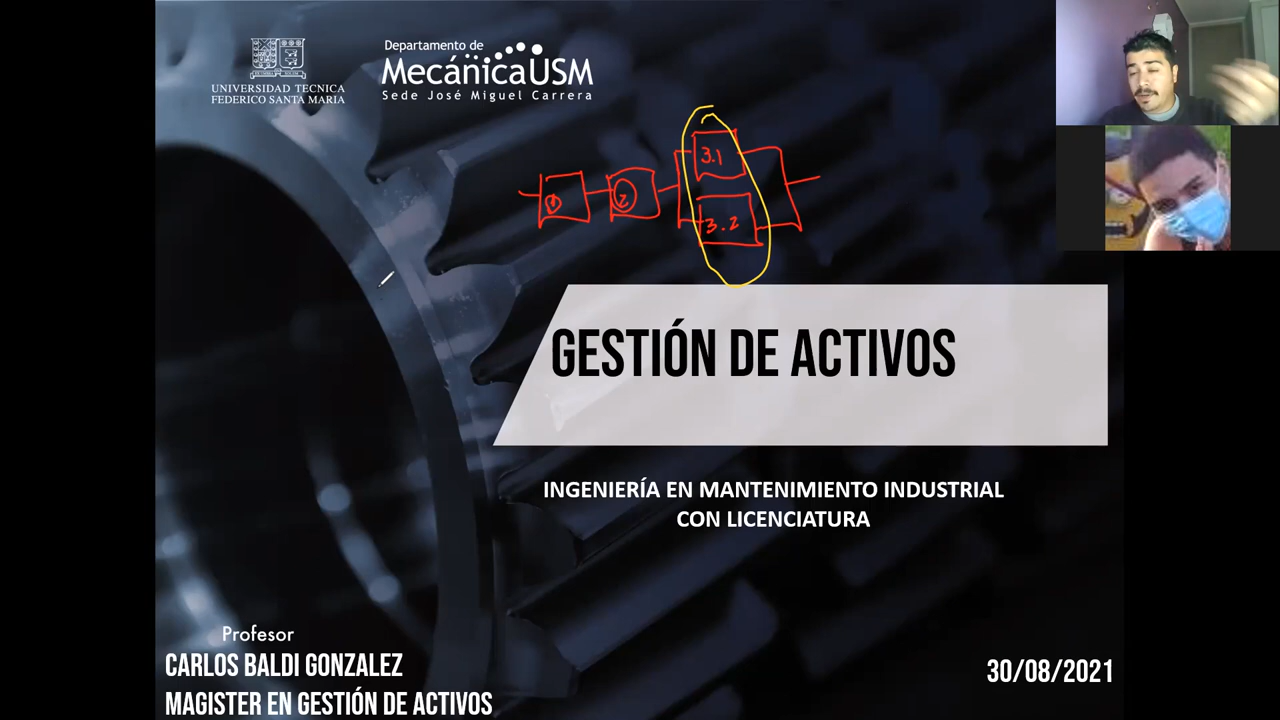 UNIVERSIDAD TECNICA
FEDERICO SANTA MARIA
Departamento de
MecánicaUSM
Sede José Miguel Carrera
1
2
3.1
3.2
GESTIÓN DE ACTIVOS
INGENIERÍA EN MANTENIMIENTO INDUSTRIAL
CON LICENCIATURA
Profesor
CARLOS BALDI GONZALEZ
MAGISTER EN GESTIÓN DE ACTIVOS
30/08/2021